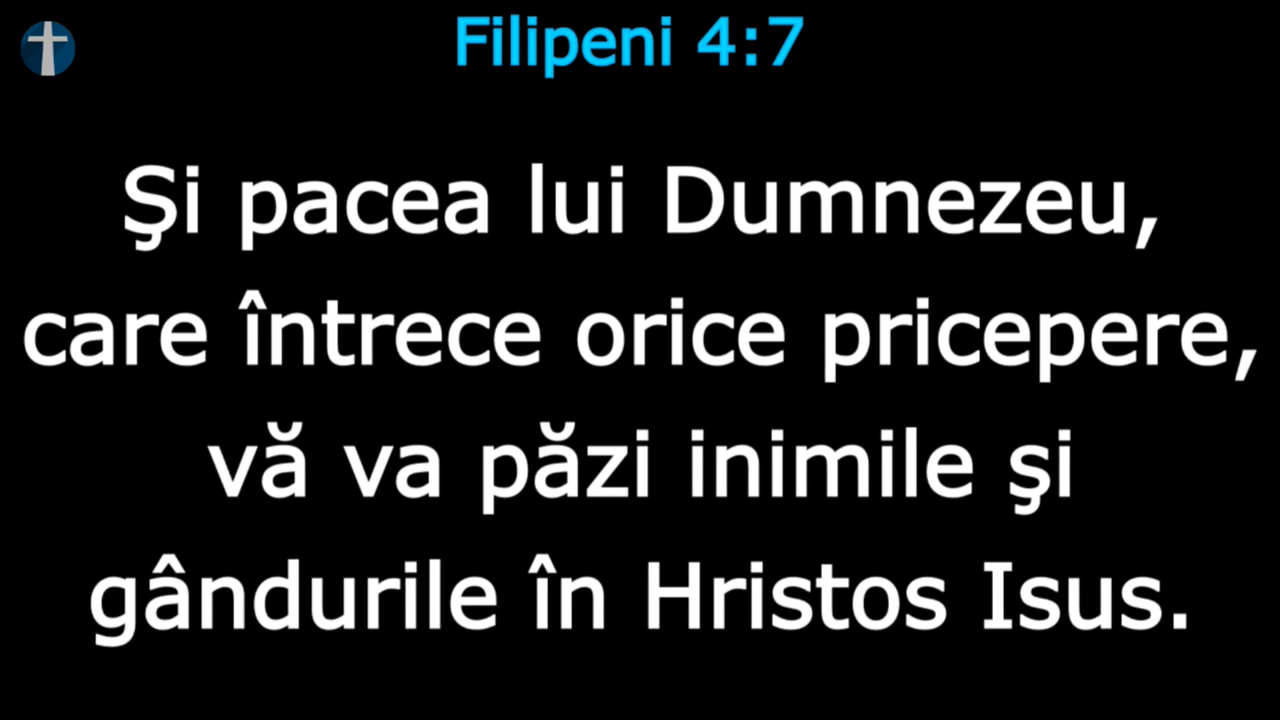 Filipeni 4:7
Şi pacea lui Dumnezeu,
care întrece orice pricepere,
vă va păzi inimile şi
gândurile în Hristos Isus.